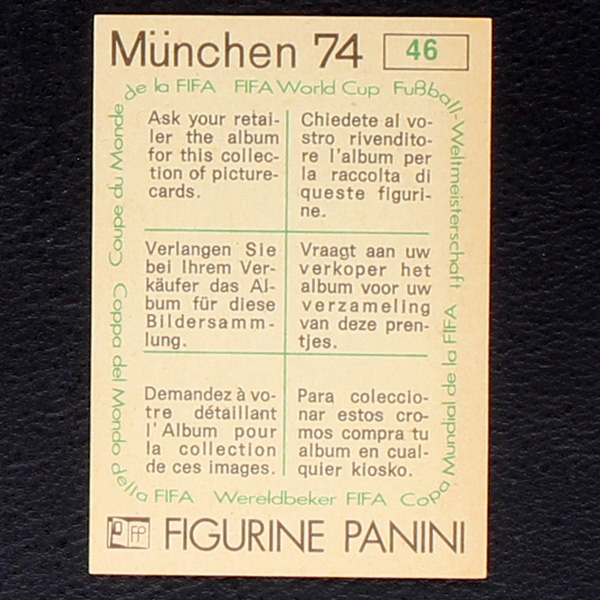 München 74
46
de la FIFA FIFA World Cup Fußball-Weltmeisterschaft
Ask your retai-
ler the album
for this collec-
tion of picture-
cards.
Chiedete al vo-
stro rivendito-
re l'album per
la raccolta di
queste figuri-
ne.
Verlangen Sie
bei Ihrem Ver-
käufer das Al-
bum für diese
Bildersamm-
lung.
Vraagt aan uw
verkoper het
album voor uw
verzameling
van deze pren-
tjes.
Demandez à vo-
tre détaillant
l'Album pour
la collection
de ces images.
Para coleccio-
nar estos cro-
mos compra tu
album en cual-
quier kiosko.
Coupe du Monde
Coppa del Mondo
della FIFA Wereldbeker FIFA Copa Mundial de la FIFA
FP
FIGURINE PANINI